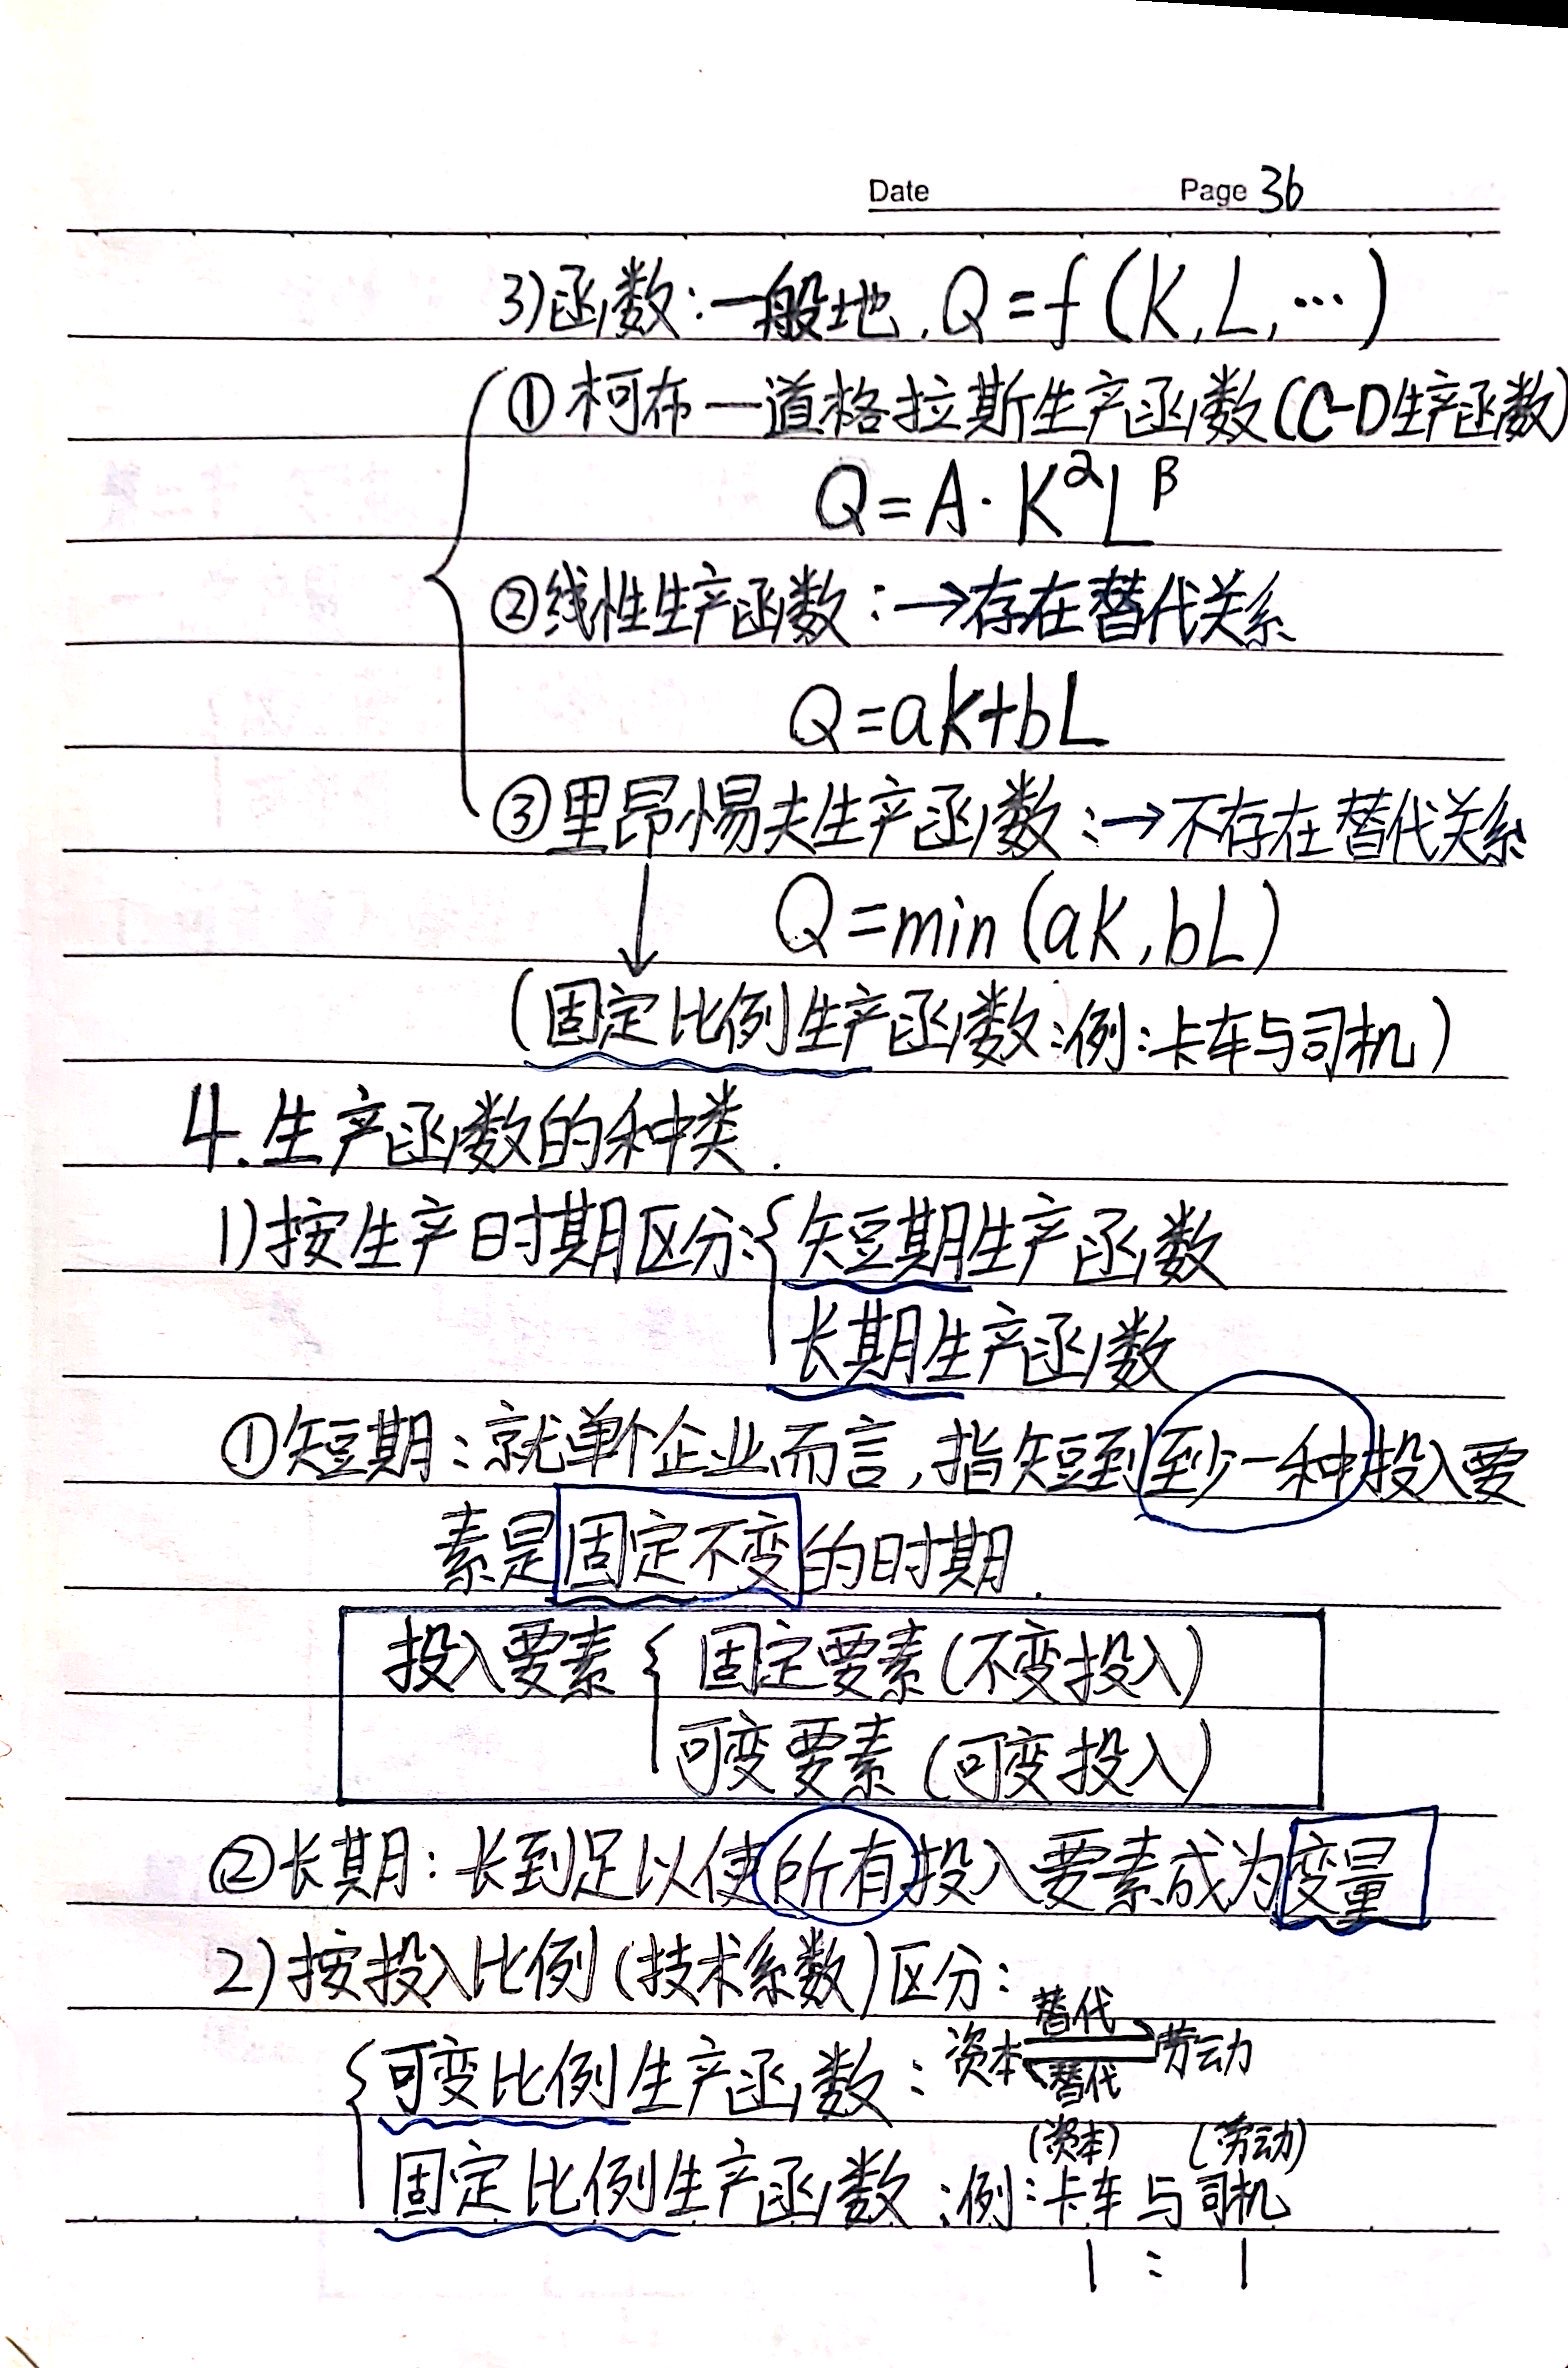 Date Page 36
3)函数:一般地,Q=f(K,L,…)
①柯布—道格拉斯生产函数(C-D生产函数)
Q=A·K^α L^β
②线性生产函数:→存在替代关系
Q=aK+bL
③里昂惕夫生产函数:→不存在替代关系
↓ Q=min(aK,bL)
(固定比例生产函数:例:卡车与司机)
4.生产函数的种类.
1)按生产时期区分:{短期生产函数
长期生产函数
①短期:就单个企业而言,指短到至少一种投入要
素是固定不变的时期.
投入要素{固定要素(不变投入)
可变要素(可变投入)
②长期:长到足以使所有投入要素成为变量
2)按投入比例(技术系数)区分:
替代
{可变比例生产函数:资本⇌劳动
替代
(资本) (劳动)
固定比例生产函数:例:卡车与司机
1:1